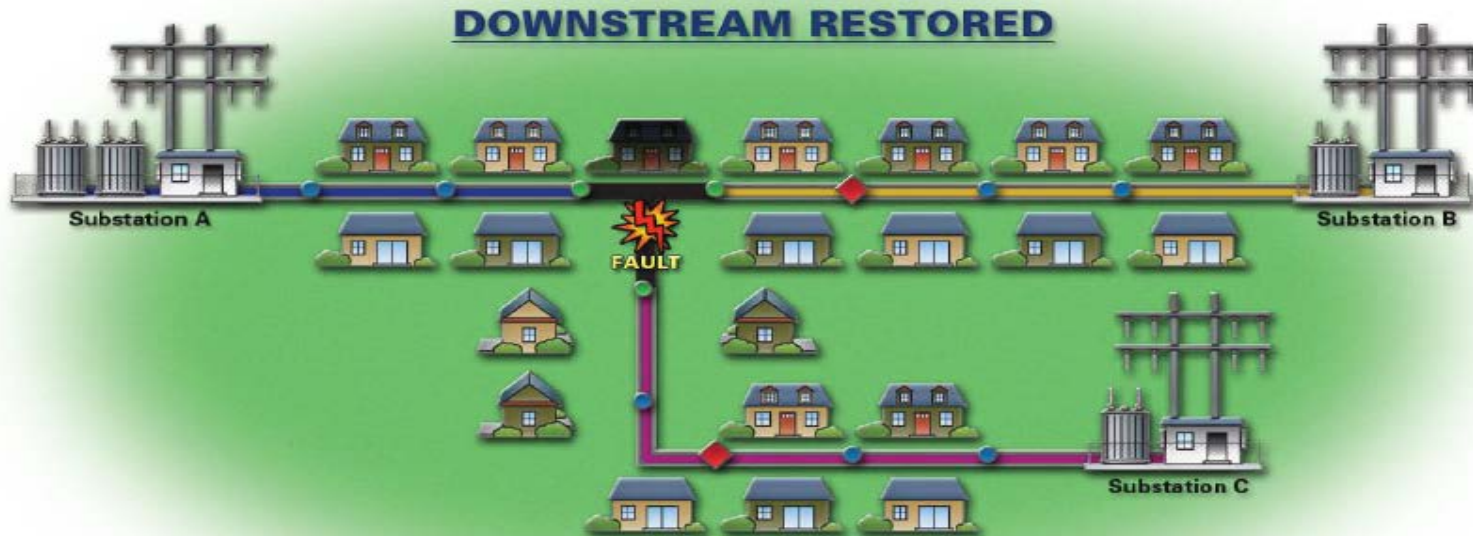 DOWNSTREAM RESTORED
Substation A
Substation B
FAULT
Substation C